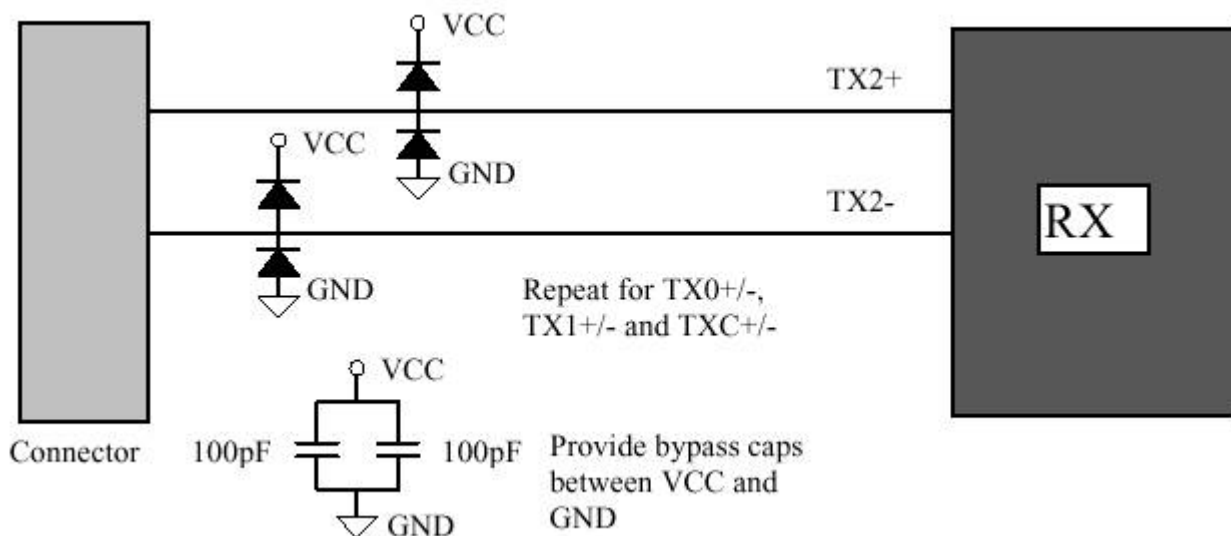 VCC
TX2+
VCC
GND
TX2-
RX
GND
Repeat for TX0+/-,
TX1+/- and TXC+/-
VCC
Connector
100pF
100pF
Provide bypass caps
between VCC and
GND
GND